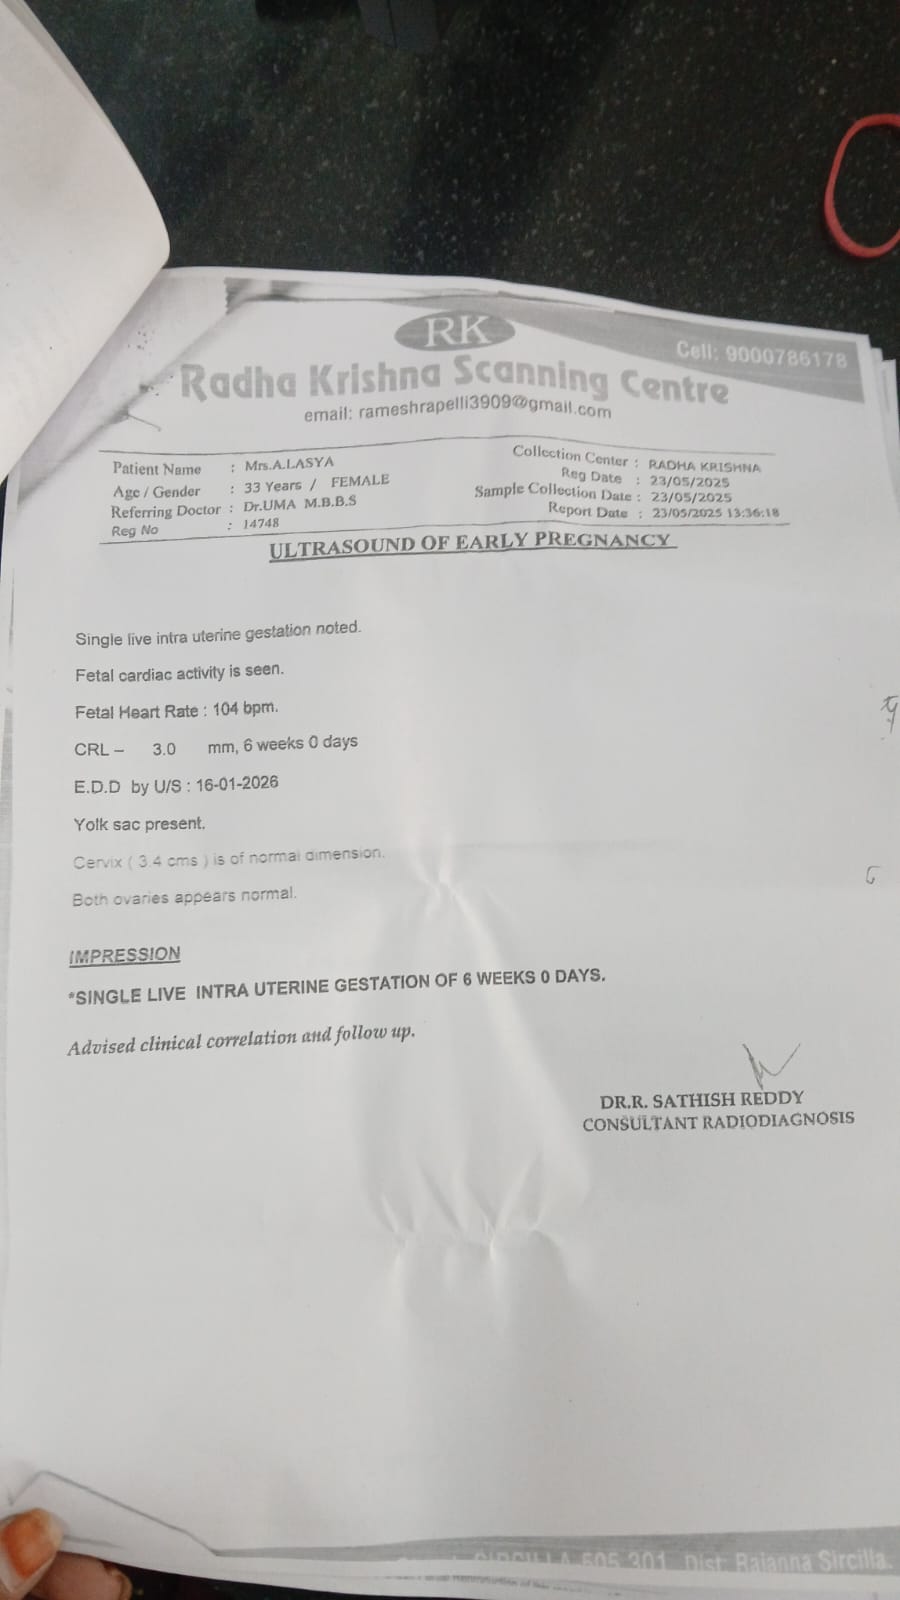 RK
Cell: 9000786178
Radha Krishna Scanning Centre
email: rameshrapelli3909@gmail.com
Patient Name : Mrs.A.LASYA
Age / Gender : 33 Years / FEMALE
Referring Doctor : Dr.UMA M.B.B.S
Reg No : 14748
Collection Center : RADHA KRISHNA
Reg Date : 23/05/2025
Sample Collection Date : 23/05/2025
Report Date : 23/05/2025 13:36:18
ULTRASOUND OF EARLY PREGNANCY
Single live intra uterine gestation noted.
Fetal cardiac activity is seen.
Fetal Heart Rate : 104 bpm.
CRL – 3.0 mm, 6 weeks 0 days
E.D.D by U/S : 16-01-2026
Yolk sac present.
Cervix ( 3.4 cms ) is of normal dimension.
Both ovaries appears normal.
IMPRESSION
*SINGLE LIVE INTRA UTERINE GESTATION OF 6 WEEKS 0 DAYS.
Advised clinical correlation and follow up.
DR.R. SATHISH REDDY
CONSULTANT RADIODIAGNOSIS
505 301 Dist: Rajanna Sircilla.